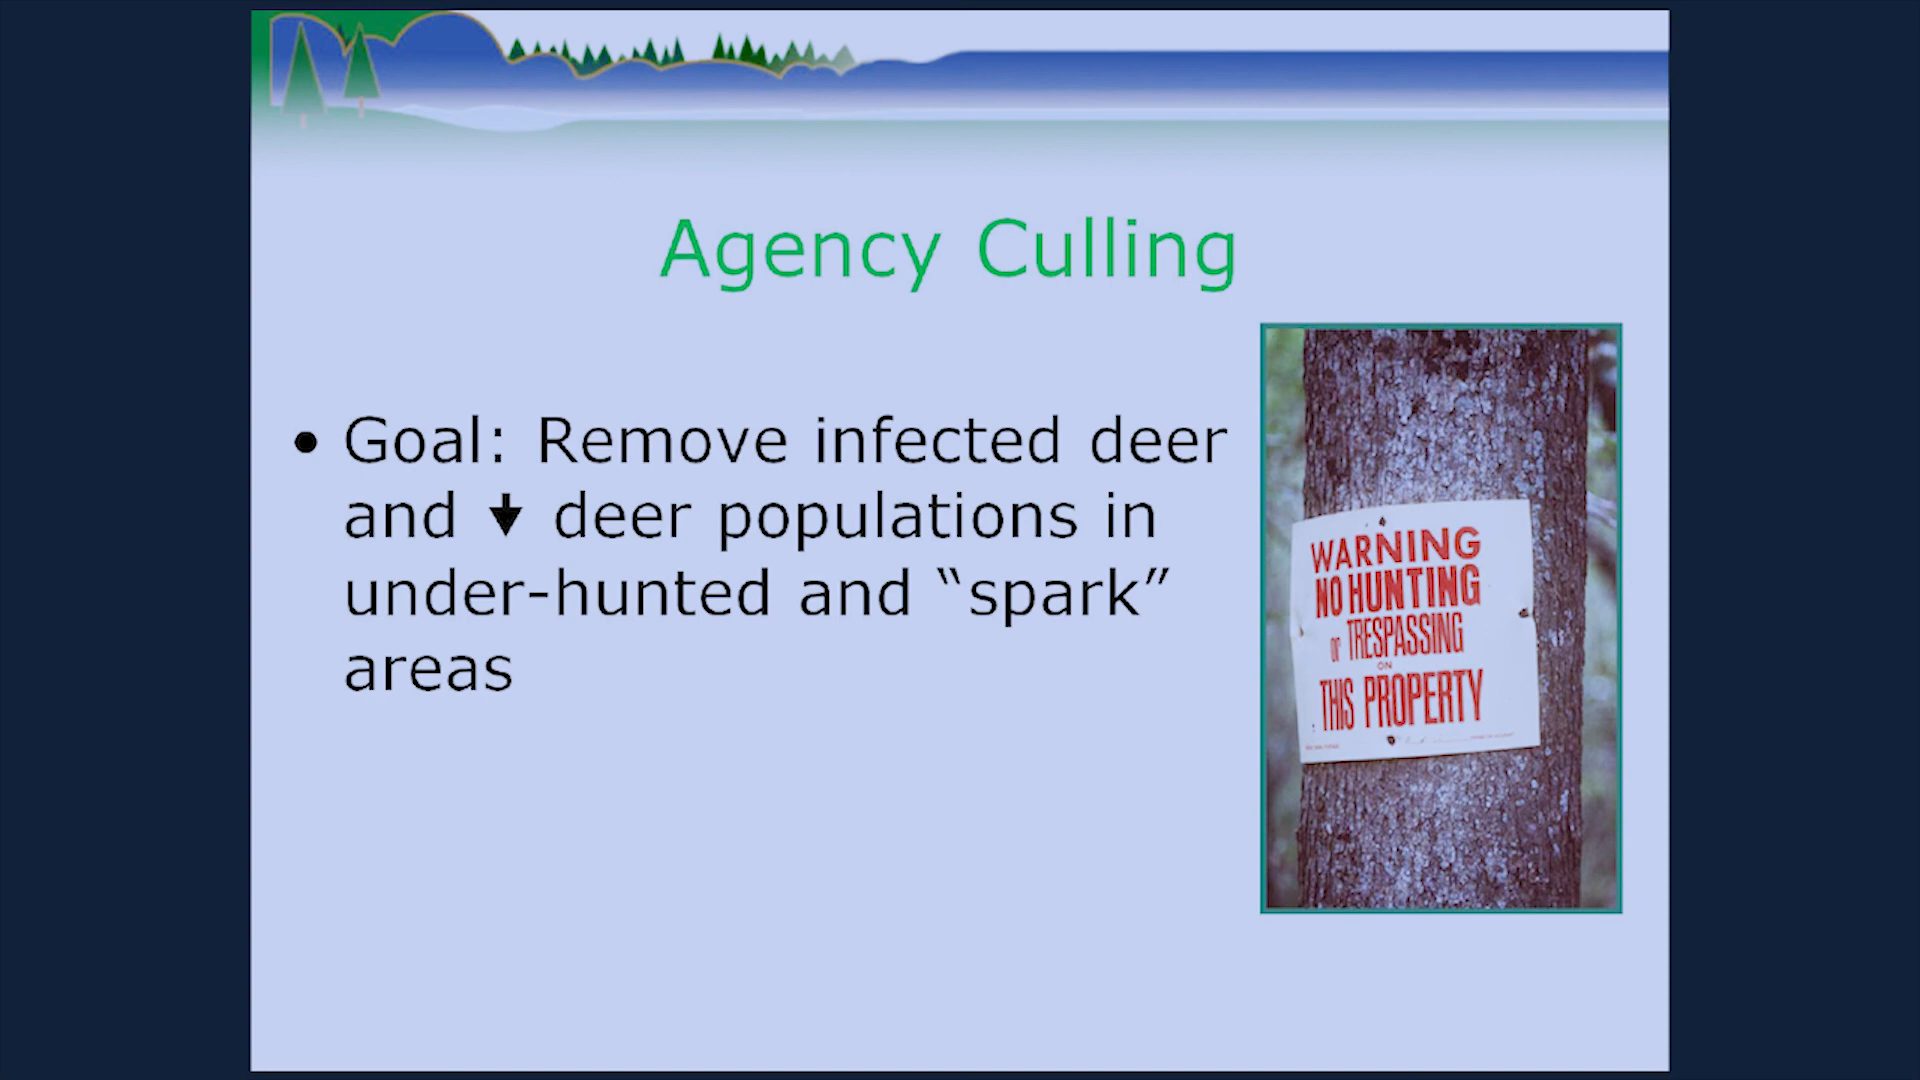 Agency Culling
• Goal: Remove infected deer
and ↓ deer populations in
under-hunted and “spark”
areas
WARNING
NO HUNTING
or TRESPASSING
ON
THIS PROPERTY